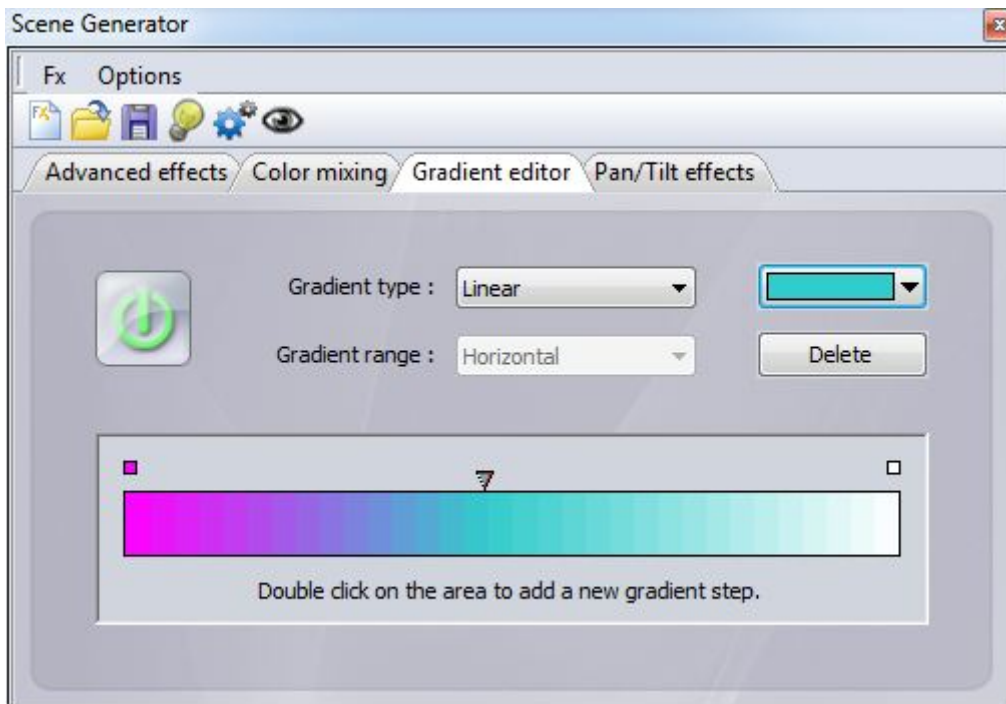 Scene Generator
Fx Options
FX
Advanced effects Color mixing Gradient editor Pan/Tilt effects
Gradient type : Linear
Gradient range : Horizontal Delete
Double click on the area to add a new gradient step.